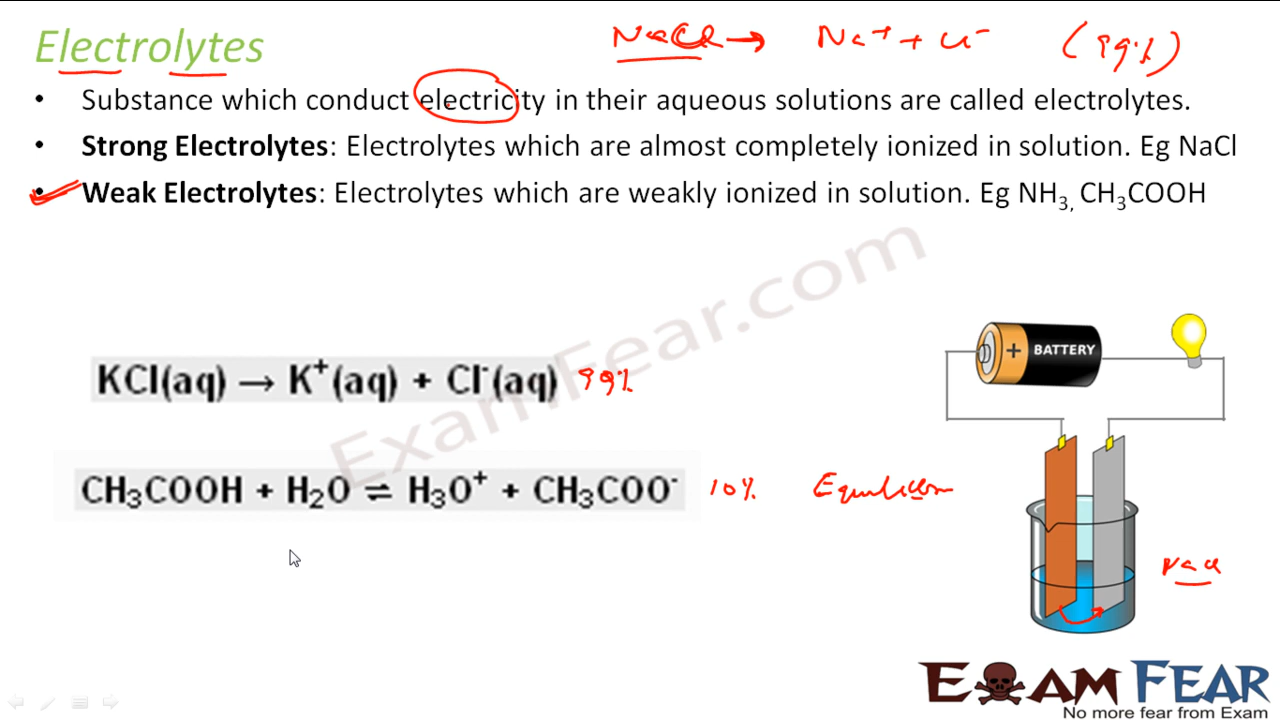 Electrolytes
NaCl → Na⁺ + Cl⁻ (99%)
• Substance which conduct electricity in their aqueous solutions are called electrolytes.
• Strong Electrolytes: Electrolytes which are almost completely ionized in solution. Eg NaCl
• Weak Electrolytes: Electrolytes which are weakly ionized in solution. Eg NH₃, CH₃COOH
ExamFear.com
+ BATTERY
KCl(aq) → K⁺(aq) + Cl⁻(aq) 99%
CH₃COOH + H₂O ⇌ H₃O⁺ + CH₃COO⁻ 10% Equilibrium
NaCl
EXAM FEAR
No more fear from Exam